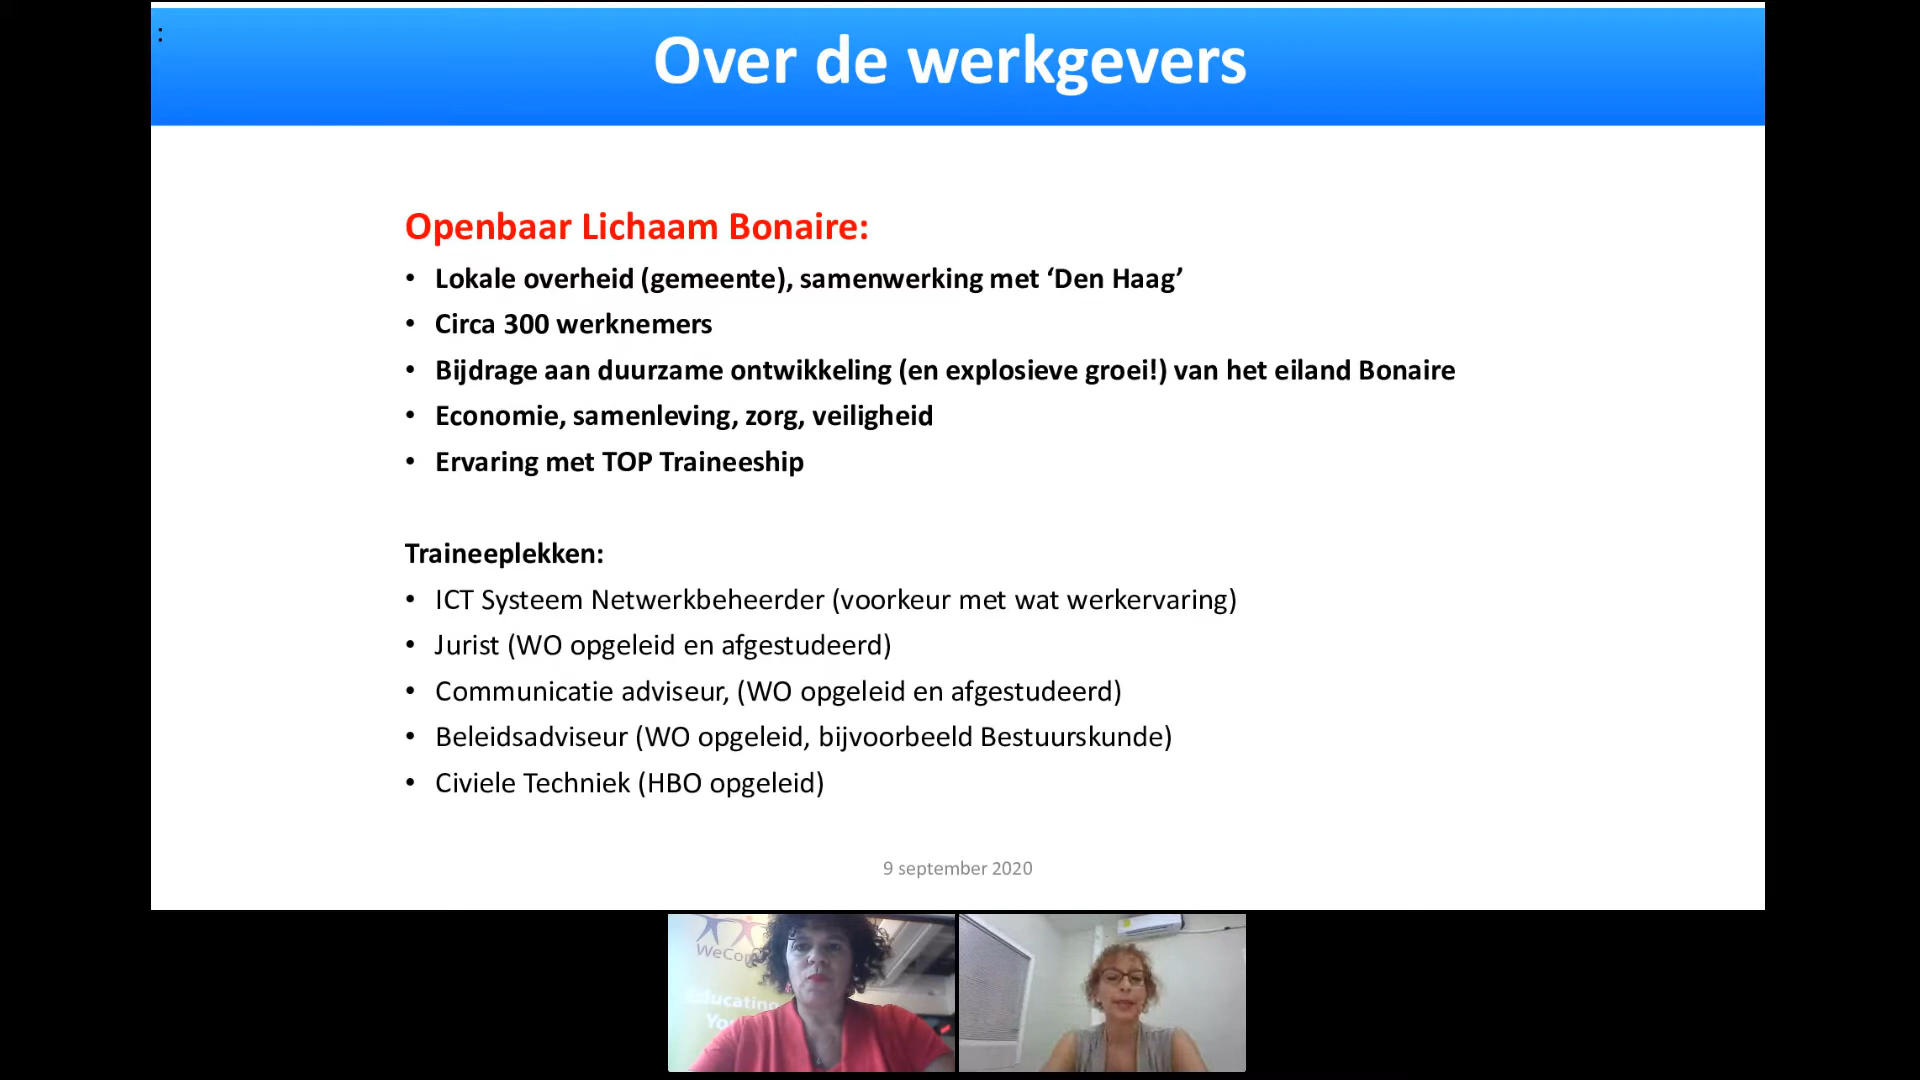 :
Over de werkgevers
Openbaar Lichaam Bonaire:
• Lokale overheid (gemeente), samenwerking met ‘Den Haag’
• Circa 300 werknemers
• Bijdrage aan duurzame ontwikkeling (en explosieve groei!) van het eiland Bonaire
• Economie, samenleving, zorg, veiligheid
• Ervaring met TOP Traineeship
Traineeplekken:
• ICT Systeem Netwerkbeheerder (voorkeur met wat werkervaring)
• Jurist (WO opgeleid en afgestudeerd)
• Communicatie adviseur, (WO opgeleid en afgestudeerd)
• Beleidsadviseur (WO opgeleid, bijvoorbeeld Bestuurskunde)
• Civiele Techniek (HBO opgeleid)
9 september 2020